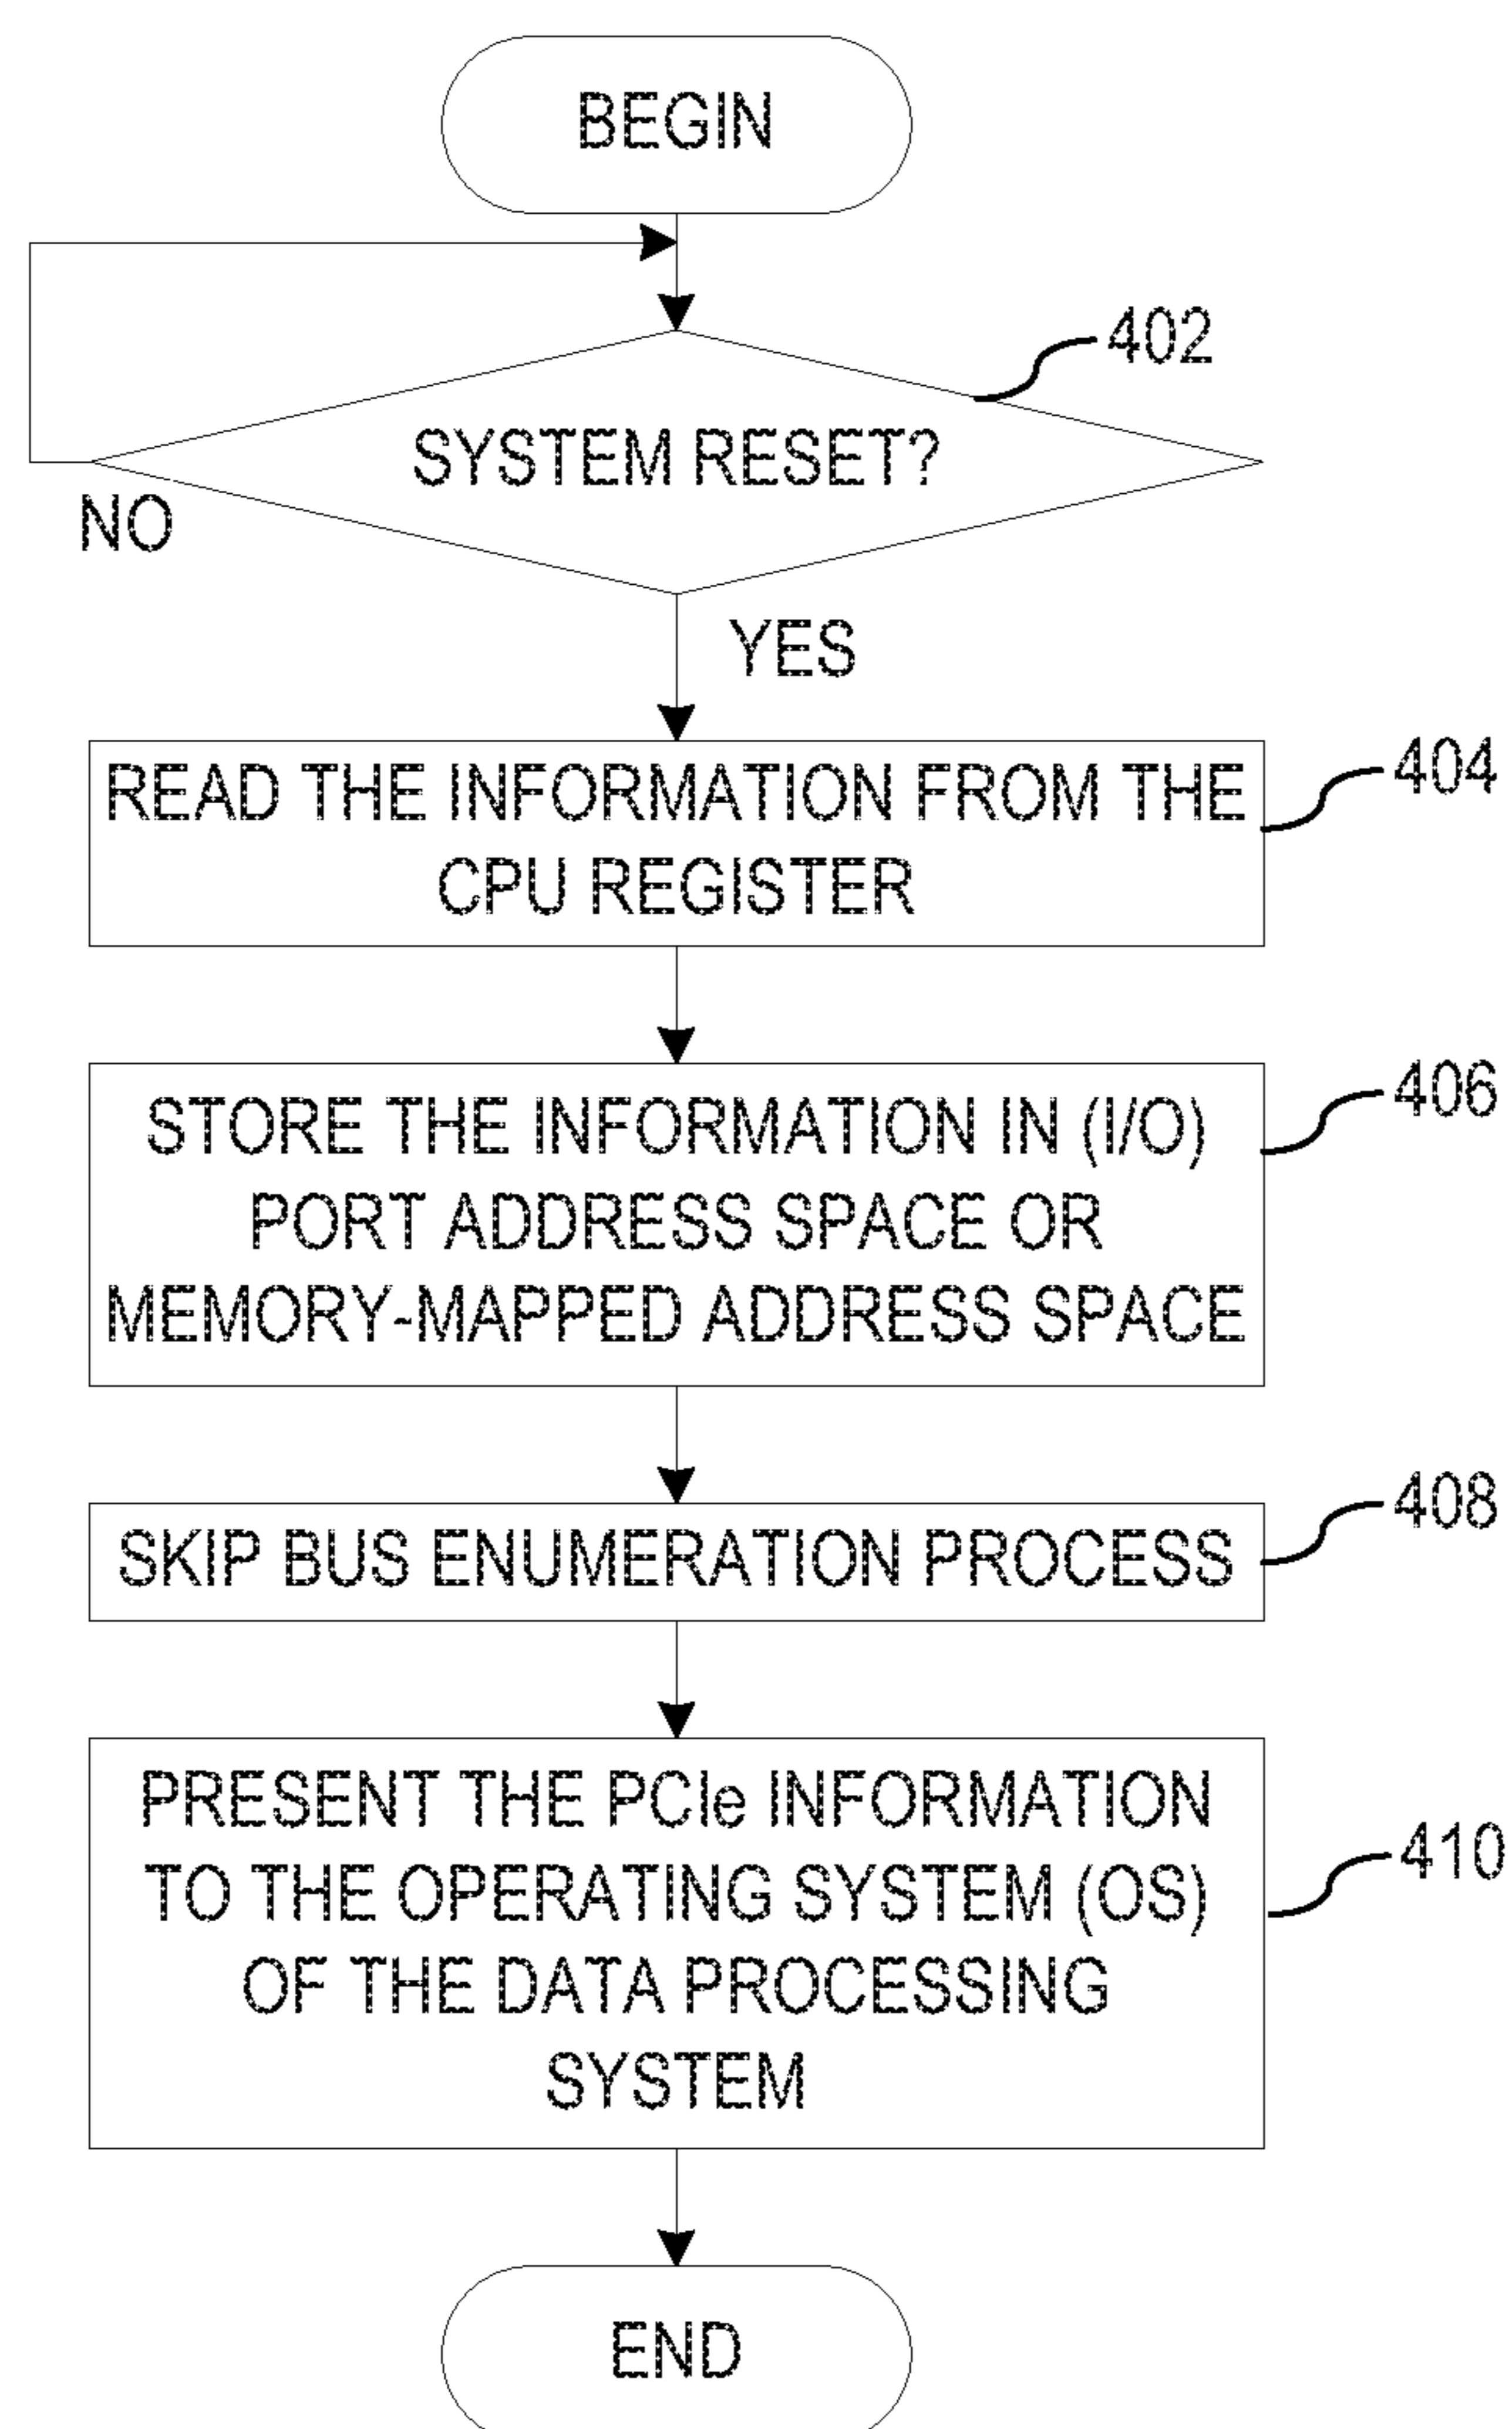 BEGIN
402
SYSTEM RESET?
NO
YES
404
READ THE INFORMATION FROM THE
CPU REGISTER
406
STORE THE INFORMATION IN (I/O)
PORT ADDRESS SPACE OR
MEMORY-MAPPED ADDRESS SPACE
408
SKIP BUS ENUMERATION PROCESS
PRESENT THE PCIe INFORMATION
410
TO THE OPERATING SYSTEM (OS)
OF THE DATA PROCESSING
SYSTEM
END